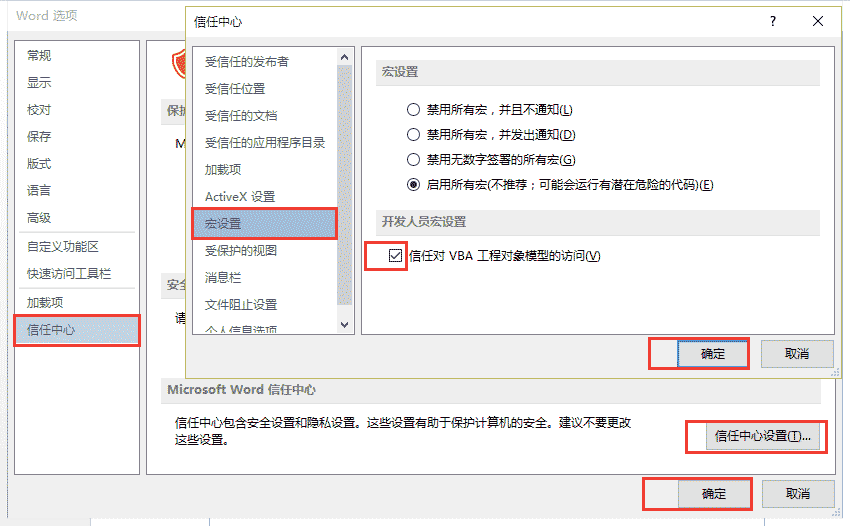 Word 选项
常规
显示
校对
保存
版式
语言
高级
自定义功能区
快速访问工具栏
加载项
信任中心
保护
M
安全
请
Microsoft Word 信任中心
信任中心包含安全设置和隐私设置。这些设置有助于保护计算机的安全。建议不要更改
这些设置。
信任中心设置(T)...
确定
取消
信任中心
?
受信任的发布者
受信任位置
受信任的文档
受信任的应用程序目录
加载项
ActiveX 设置
宏设置
受保护的视图
消息栏
文件阻止设置
个人信息选项
宏设置
禁用所有宏，并且不通知(L)
禁用所有宏，并发出通知(D)
禁用无数字签署的所有宏(G)
启用所有宏(不推荐；可能会运行有潜在危险的代码)(E)
开发人员宏设置
信任对 VBA 工程对象模型的访问(V)
确定
取消